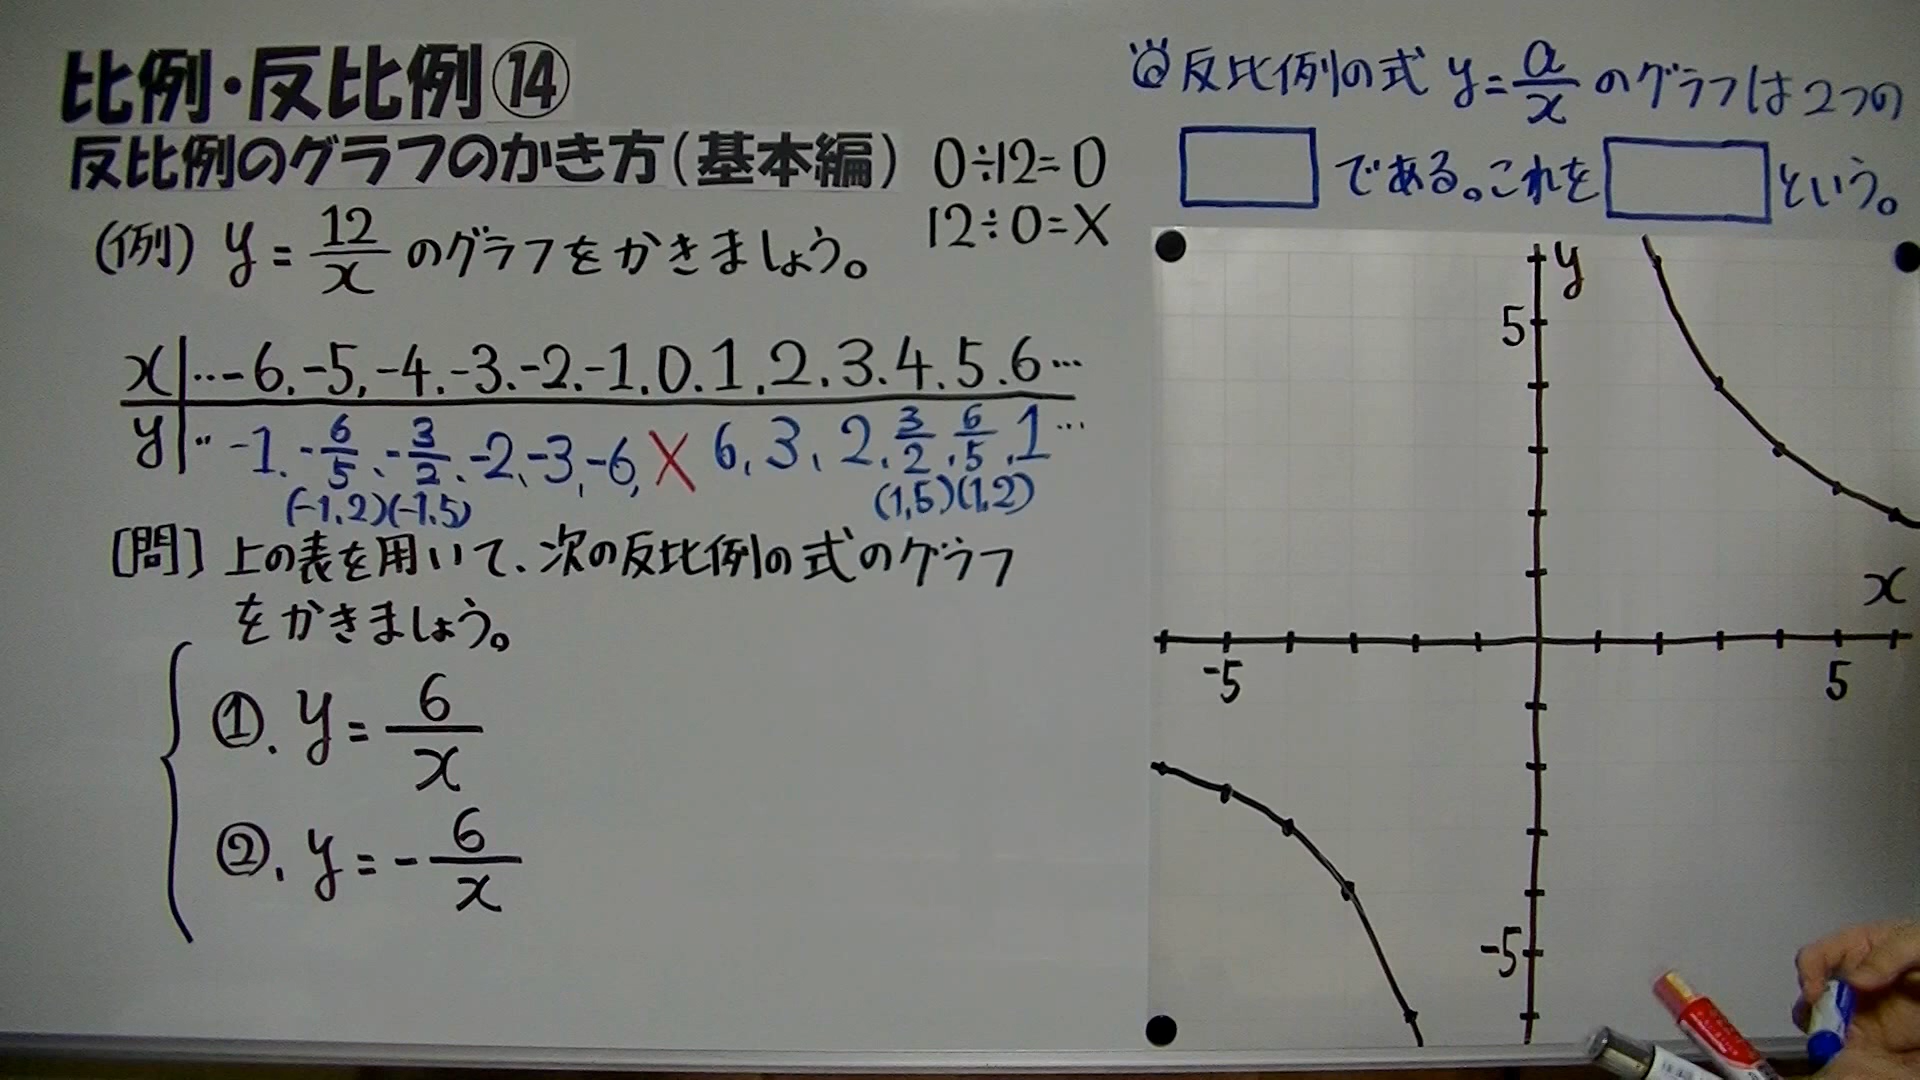 比例・反比例⑭
反比例のグラフのかき方(基本編)
0÷12=0
12÷0=X
(例) y=12/x のグラフをかきましょう。
x|‥-6.-5,-4.-3.-2.-1.0.1.2.3.4.5.6…
y|‥-1.-6/5、-3/2、-2、-3,-6, X 6,3、2.3/2.6/5.1…
(-1.2)(-1.5) (1,5)(1.2)
[問] 上の表を用いて、次の反比例の式のグラフ
をかきましょう。
①. y=6/x
②. y=-6/x
反比例の式 y=a/x のグラフは2つの
である。これを という。
y
5
x
-5 5
-5